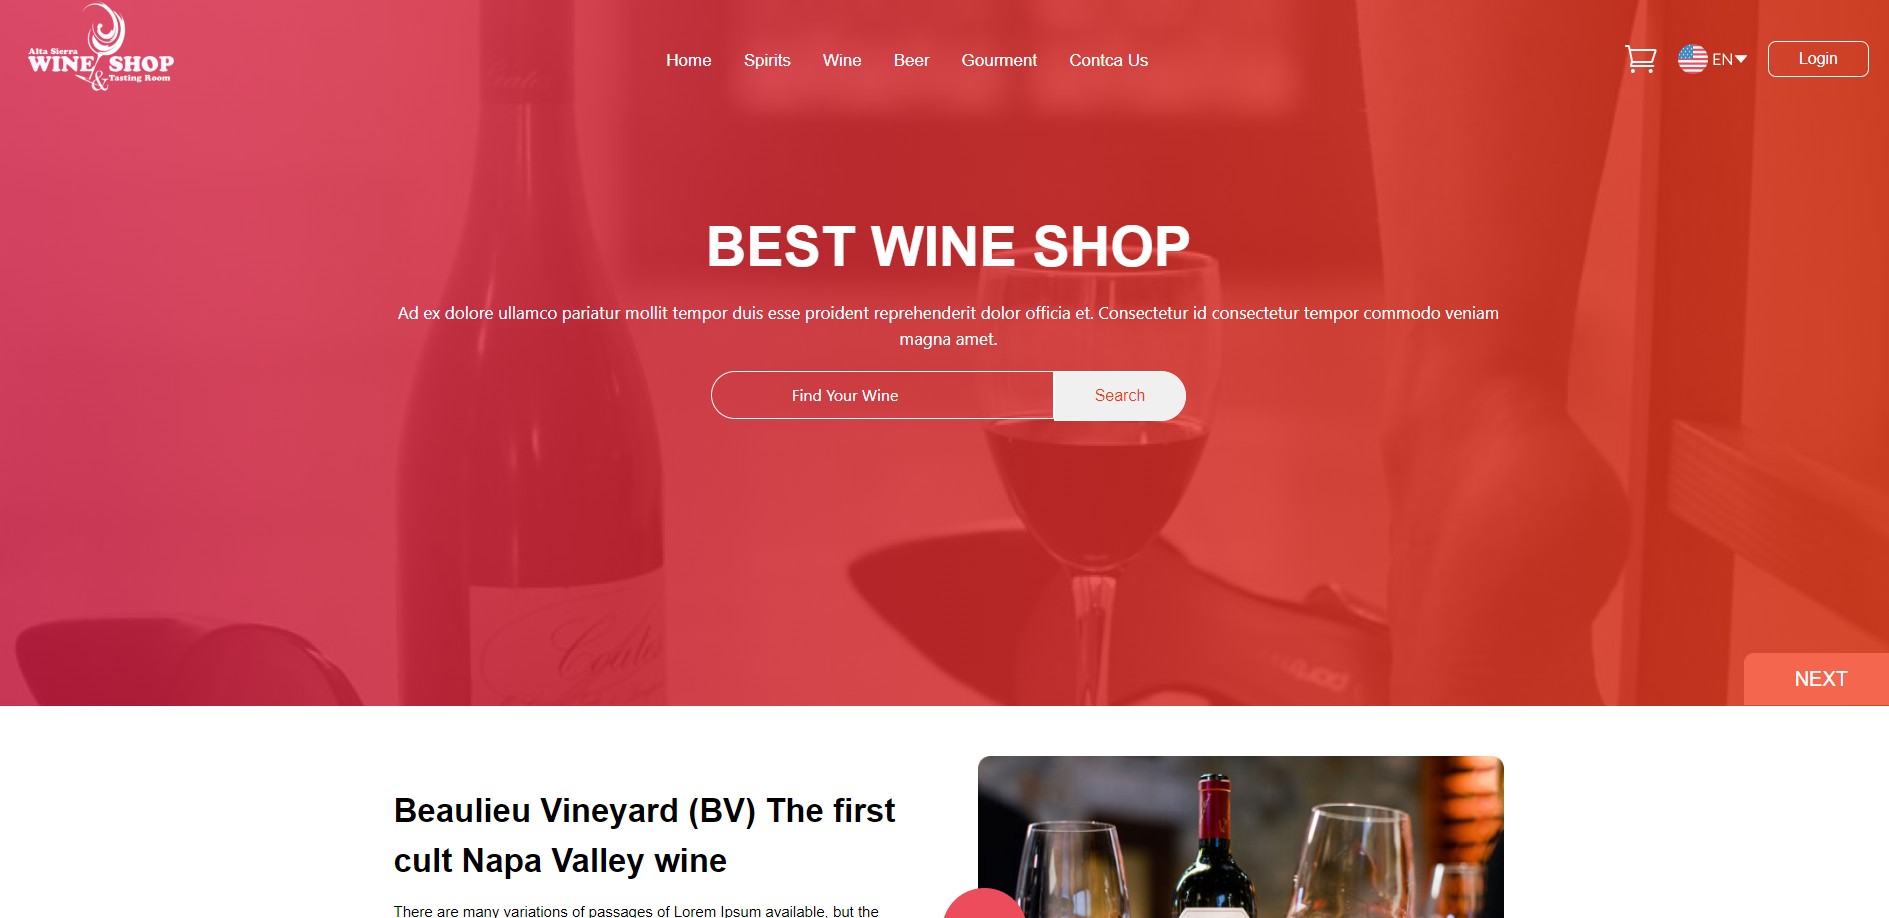 Alta Sierra
WINE SHOP
& Tasting Room
Home Spirits Wine Beer Gourment Contca Us
EN
Login
BEST WINE SHOP
Ad ex dolore ullamco pariatur mollit tempor duis esse proident reprehenderit dolor officia et. Consectetur id consectetur tempor commodo veniam
magna amet.
Find Your Wine
Search
NEXT
Beaulieu Vineyard (BV) The first
cult Napa Valley wine
There are many variations of passages of Lorem Ipsum available, but the